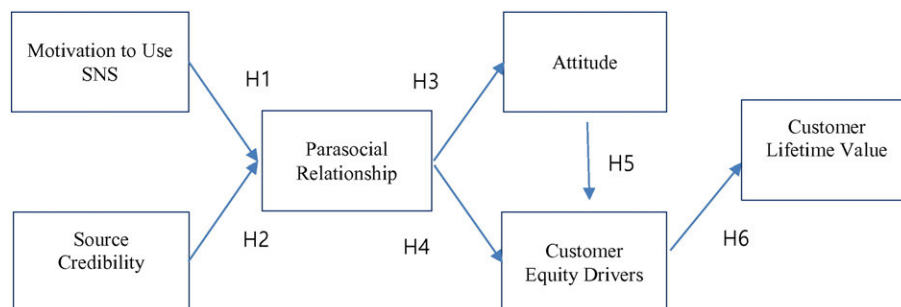 Motivation to Use
SNS
H1
H3
Attitude
Parasocial
Relationship
Customer
Lifetime Value
H5
Source
Credibility
H2
H4
Customer
Equity Drivers
H6